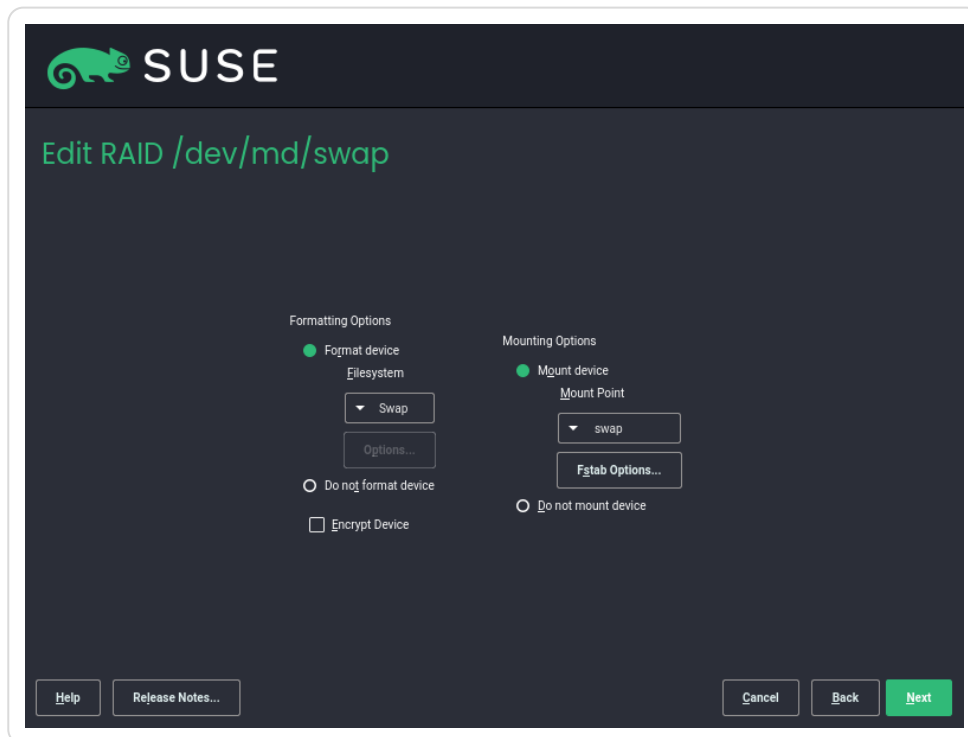 SUSE
Edit RAID /dev/md/swap
Formatting Options
Format device
Filesystem
Swap
Options...
Do not format device
Encrypt Device
Mounting Options
Mount device
Mount Point
swap
Fstab Options...
Do not mount device
Help
Release Notes...
Cancel
Back
Next